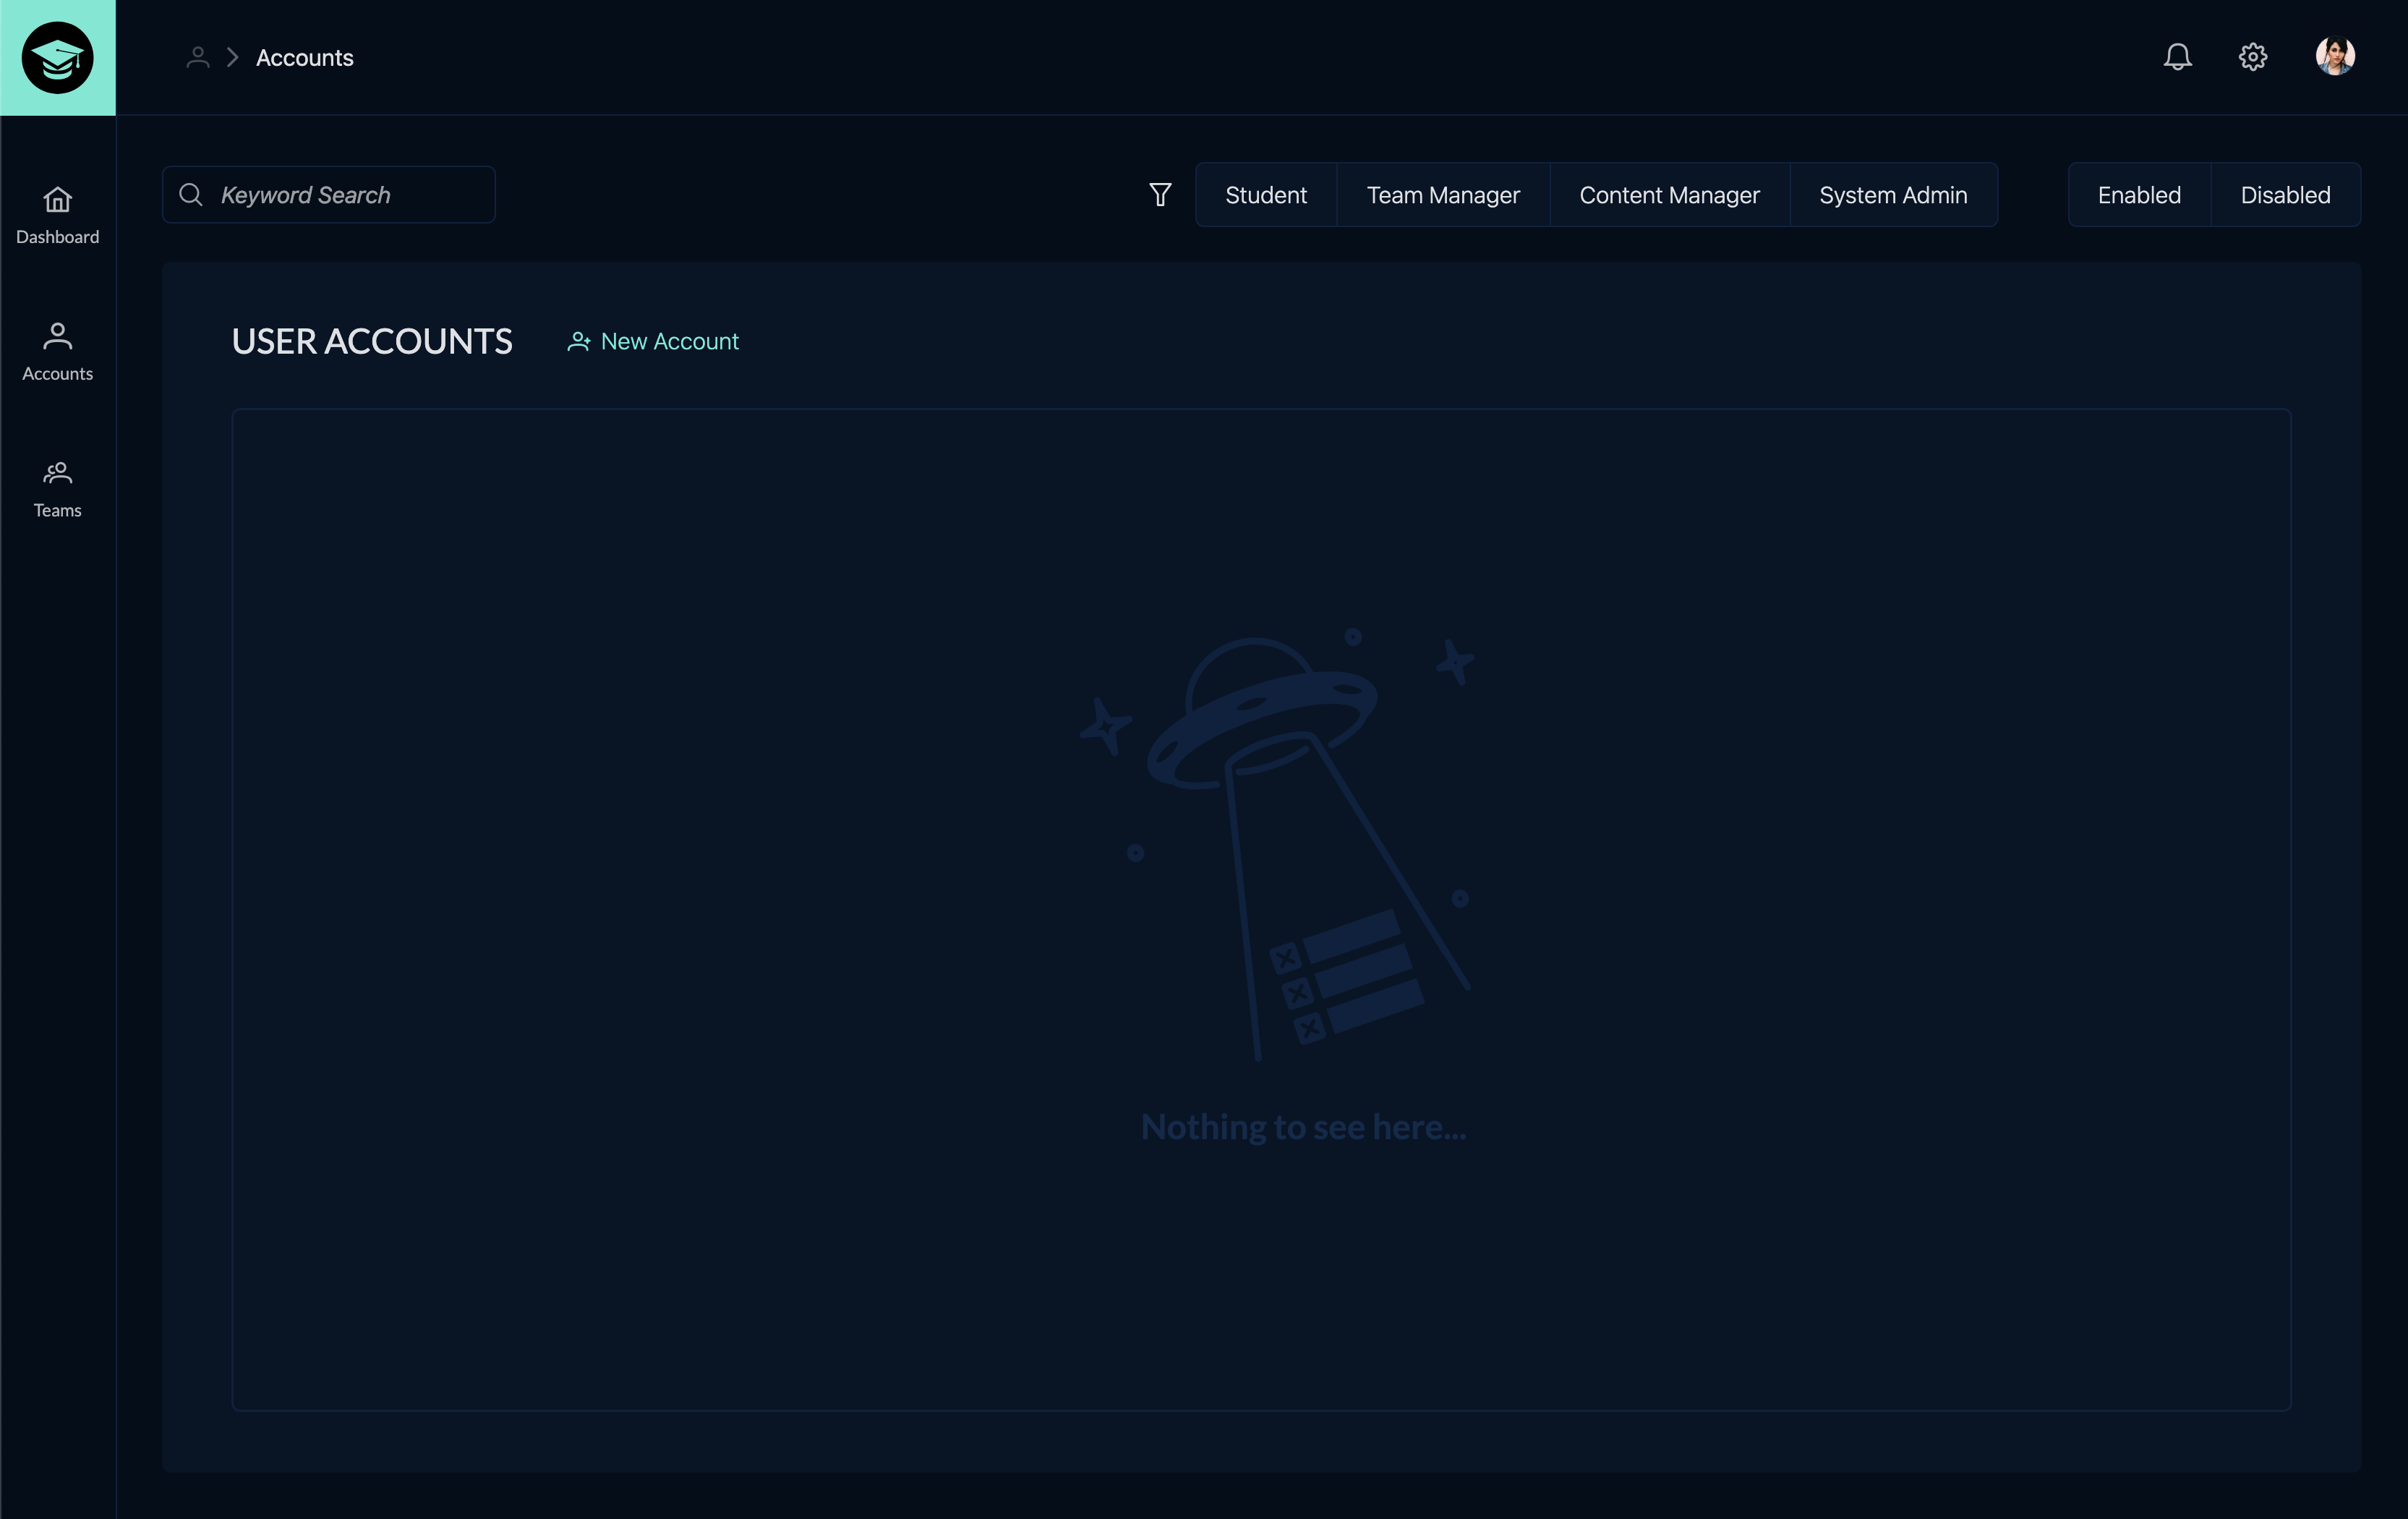 Accounts
Keyword Search
Student
Team Manager
Content Manager
System Admin
Enabled
Disabled
Dashboard
Accounts
Teams
USER ACCOUNTS
New Account
Nothing to see here...